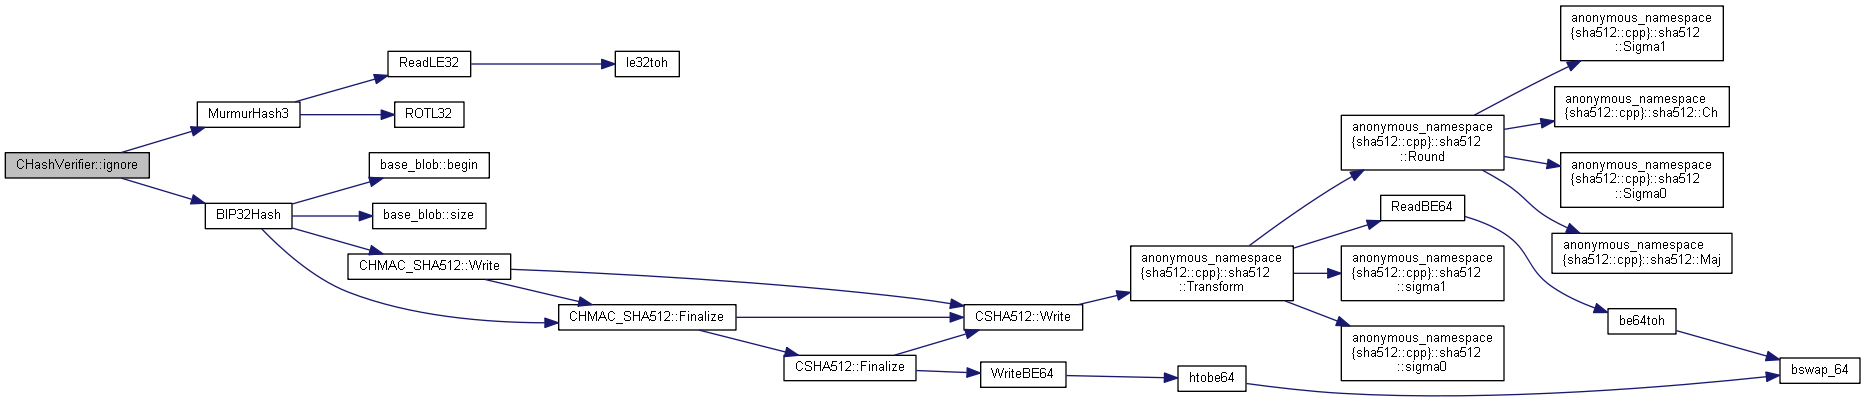 CHashVerifier::ignore
MurmurHash3
BIP32Hash
ReadLE32
ROTL32
base_blob::begin
base_blob::size
CHMAC_SHA512::Write
CHMAC_SHA512::Finalize
le32toh
CSHA512::Finalize
CSHA512::Write
WriteBE64
anonymous_namespace
{sha512::cpp}::sha512
::Transform
htobe64
anonymous_namespace
{sha512::cpp}::sha512
::Round
ReadBE64
anonymous_namespace
{sha512::cpp}::sha512
::sigma1
anonymous_namespace
{sha512::cpp}::sha512
::sigma0
anonymous_namespace
{sha512::cpp}::sha512
::Sigma1
anonymous_namespace
{sha512::cpp}::sha512::Ch
anonymous_namespace
{sha512::cpp}::sha512
::Sigma0
anonymous_namespace
{sha512::cpp}::sha512::Maj
be64toh
bswap_64